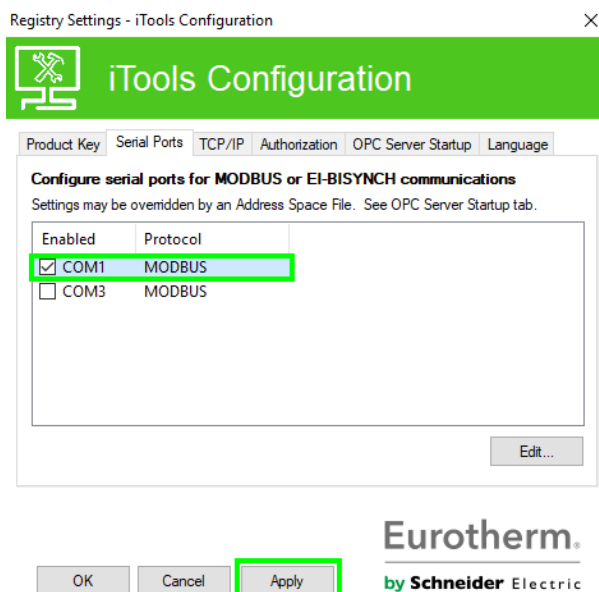 Registry Settings - iTools Configuration
iTools Configuration
Product Key Serial Ports TCP/IP Authorization OPC Server Startup Language
Configure serial ports for MODBUS or EI-BISYNCH communications
Settings may be overridden by an Address Space File. See OPC Server Startup tab.
Enabled Protocol
COM1 MODBUS
COM3 MODBUS
Edit...
Eurotherm®
by Schneider Electric
OK Cancel Apply